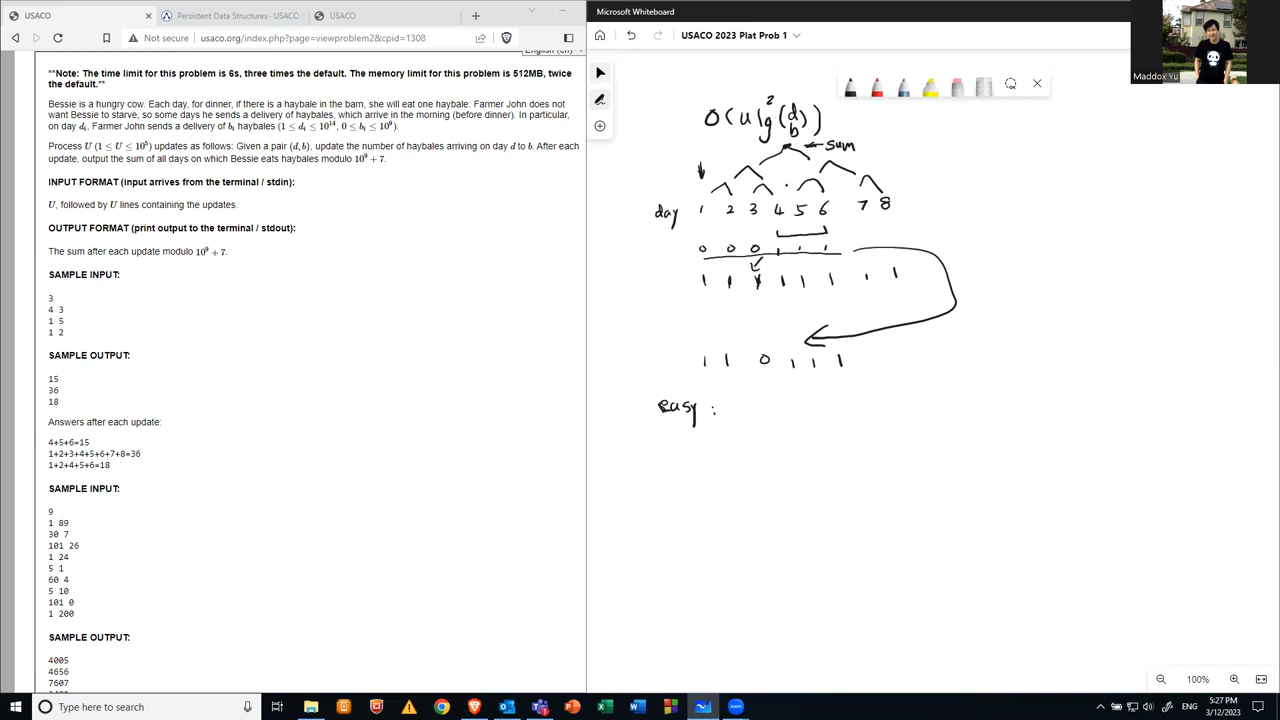 USACO
Persistent Data Structures - USACO
USACO
Not secure
usaco.org/index.php?page=viewproblem2&cpid=1308
English (en)
**Note: The time limit for this problem is 6s, three times the default. The memory limit for this problem is 512MB, twice
the default.**
Bessie is a hungry cow. Each day, for dinner, if there is a haybale in the barn, she will eat one haybale. Farmer John does not
want Bessie to starve, so some days he sends a delivery of haybales, which arrive in the morning (before dinner). In particular,
on day d_i, Farmer John sends a delivery of b_i haybales (1 ≤ d_i ≤ 10^14, 0 ≤ b_i ≤ 10^9).
Process U (1 ≤ U ≤ 10^5) updates as follows: Given a pair (d, b), update the number of haybales arriving on day d to b. After each
update, output the sum of all days on which Bessie eats haybales modulo 10^9 + 7.
INPUT FORMAT (input arrives from the terminal / stdin):
U, followed by U lines containing the updates.
OUTPUT FORMAT (print output to the terminal / stdout):
The sum after each update modulo 10^9 + 7.
SAMPLE INPUT:
3
4 3
1 5
1 2
SAMPLE OUTPUT:
15
36
18
Answers after each update:
4+5+6=15
1+2+3+4+5+6+7+8=36
1+2+4+5+6=18
SAMPLE INPUT:
9
1 89
30 7
101 26
1 24
5 1
60 4
5 10
101 0
1 200
SAMPLE OUTPUT:
4005
4656
7607
Microsoft Whiteboard
USACO 2023 Plat Prob 1
Maddox Yu
O(U lg^2 (d b))
sum
day 1 2 3 4 5 6 7 8
0 0 0 1 1 1
1 1 1 1 1 1 1 1
1 1 0 1 1 1
easy :
100%
Type here to search
ENG
5:27 PM
3/12/2023